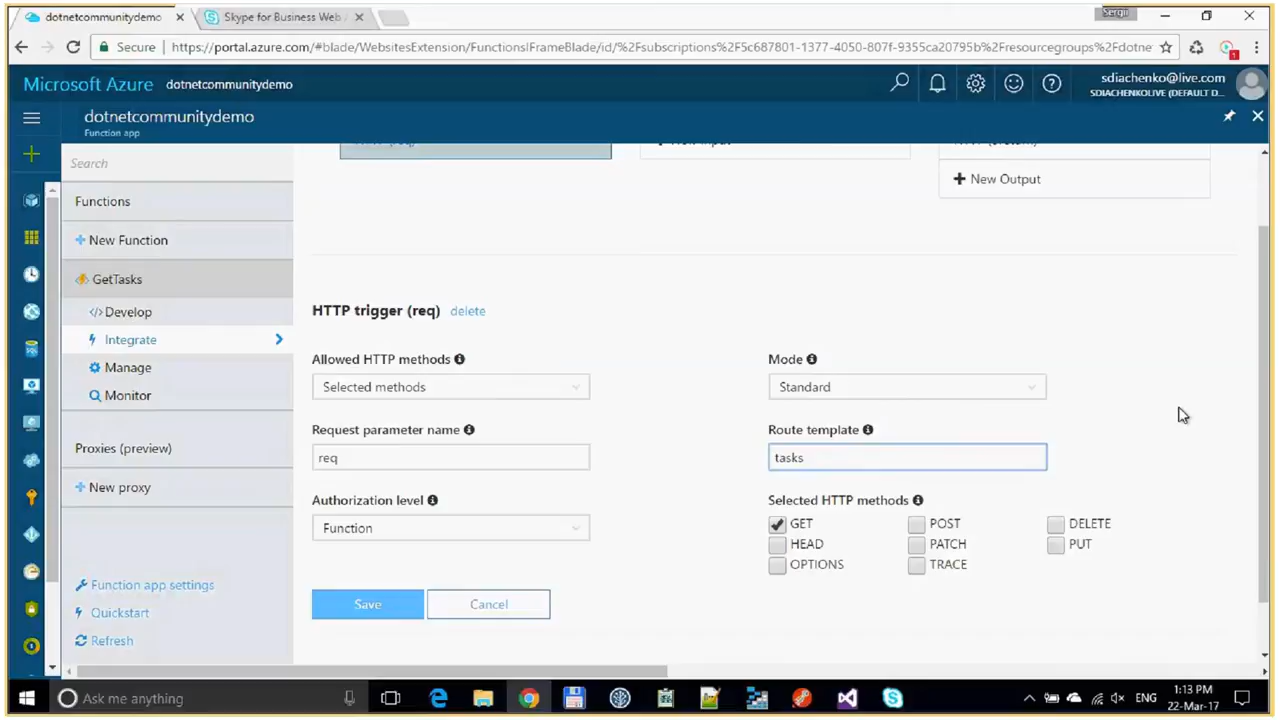 dotnetcommunitydemo
Skype for Business Web
Sergii
Secure
https://portal.azure.com/#blade/WebsitesExtension/FunctionsIFrameBlade/id/%2Fsubscriptions%2F5c687801-1377-4050-807f-9355ca20795b%2Fresourcegroups%2Fdotne
1
Microsoft Azure
dotnetcommunitydemo
sdiachenko@live.com
SDIACHENKOLIVE (DEFAULT D...
dotnetcommunitydemo
Function app
Search
Functions
New Function
GetTasks
Develop
Integrate
Manage
Monitor
Proxies (preview)
New proxy
Function app settings
Quickstart
Refresh
New Output
HTTP trigger (req)
delete
Allowed HTTP methods
Selected methods
Mode
Standard
Request parameter name
req
Route template
tasks
Authorization level
Function
Selected HTTP methods
GET
POST
DELETE
HEAD
PATCH
PUT
OPTIONS
TRACE
Save
Cancel
Ask me anything
ENG
1:13 PM
22-Mar-17